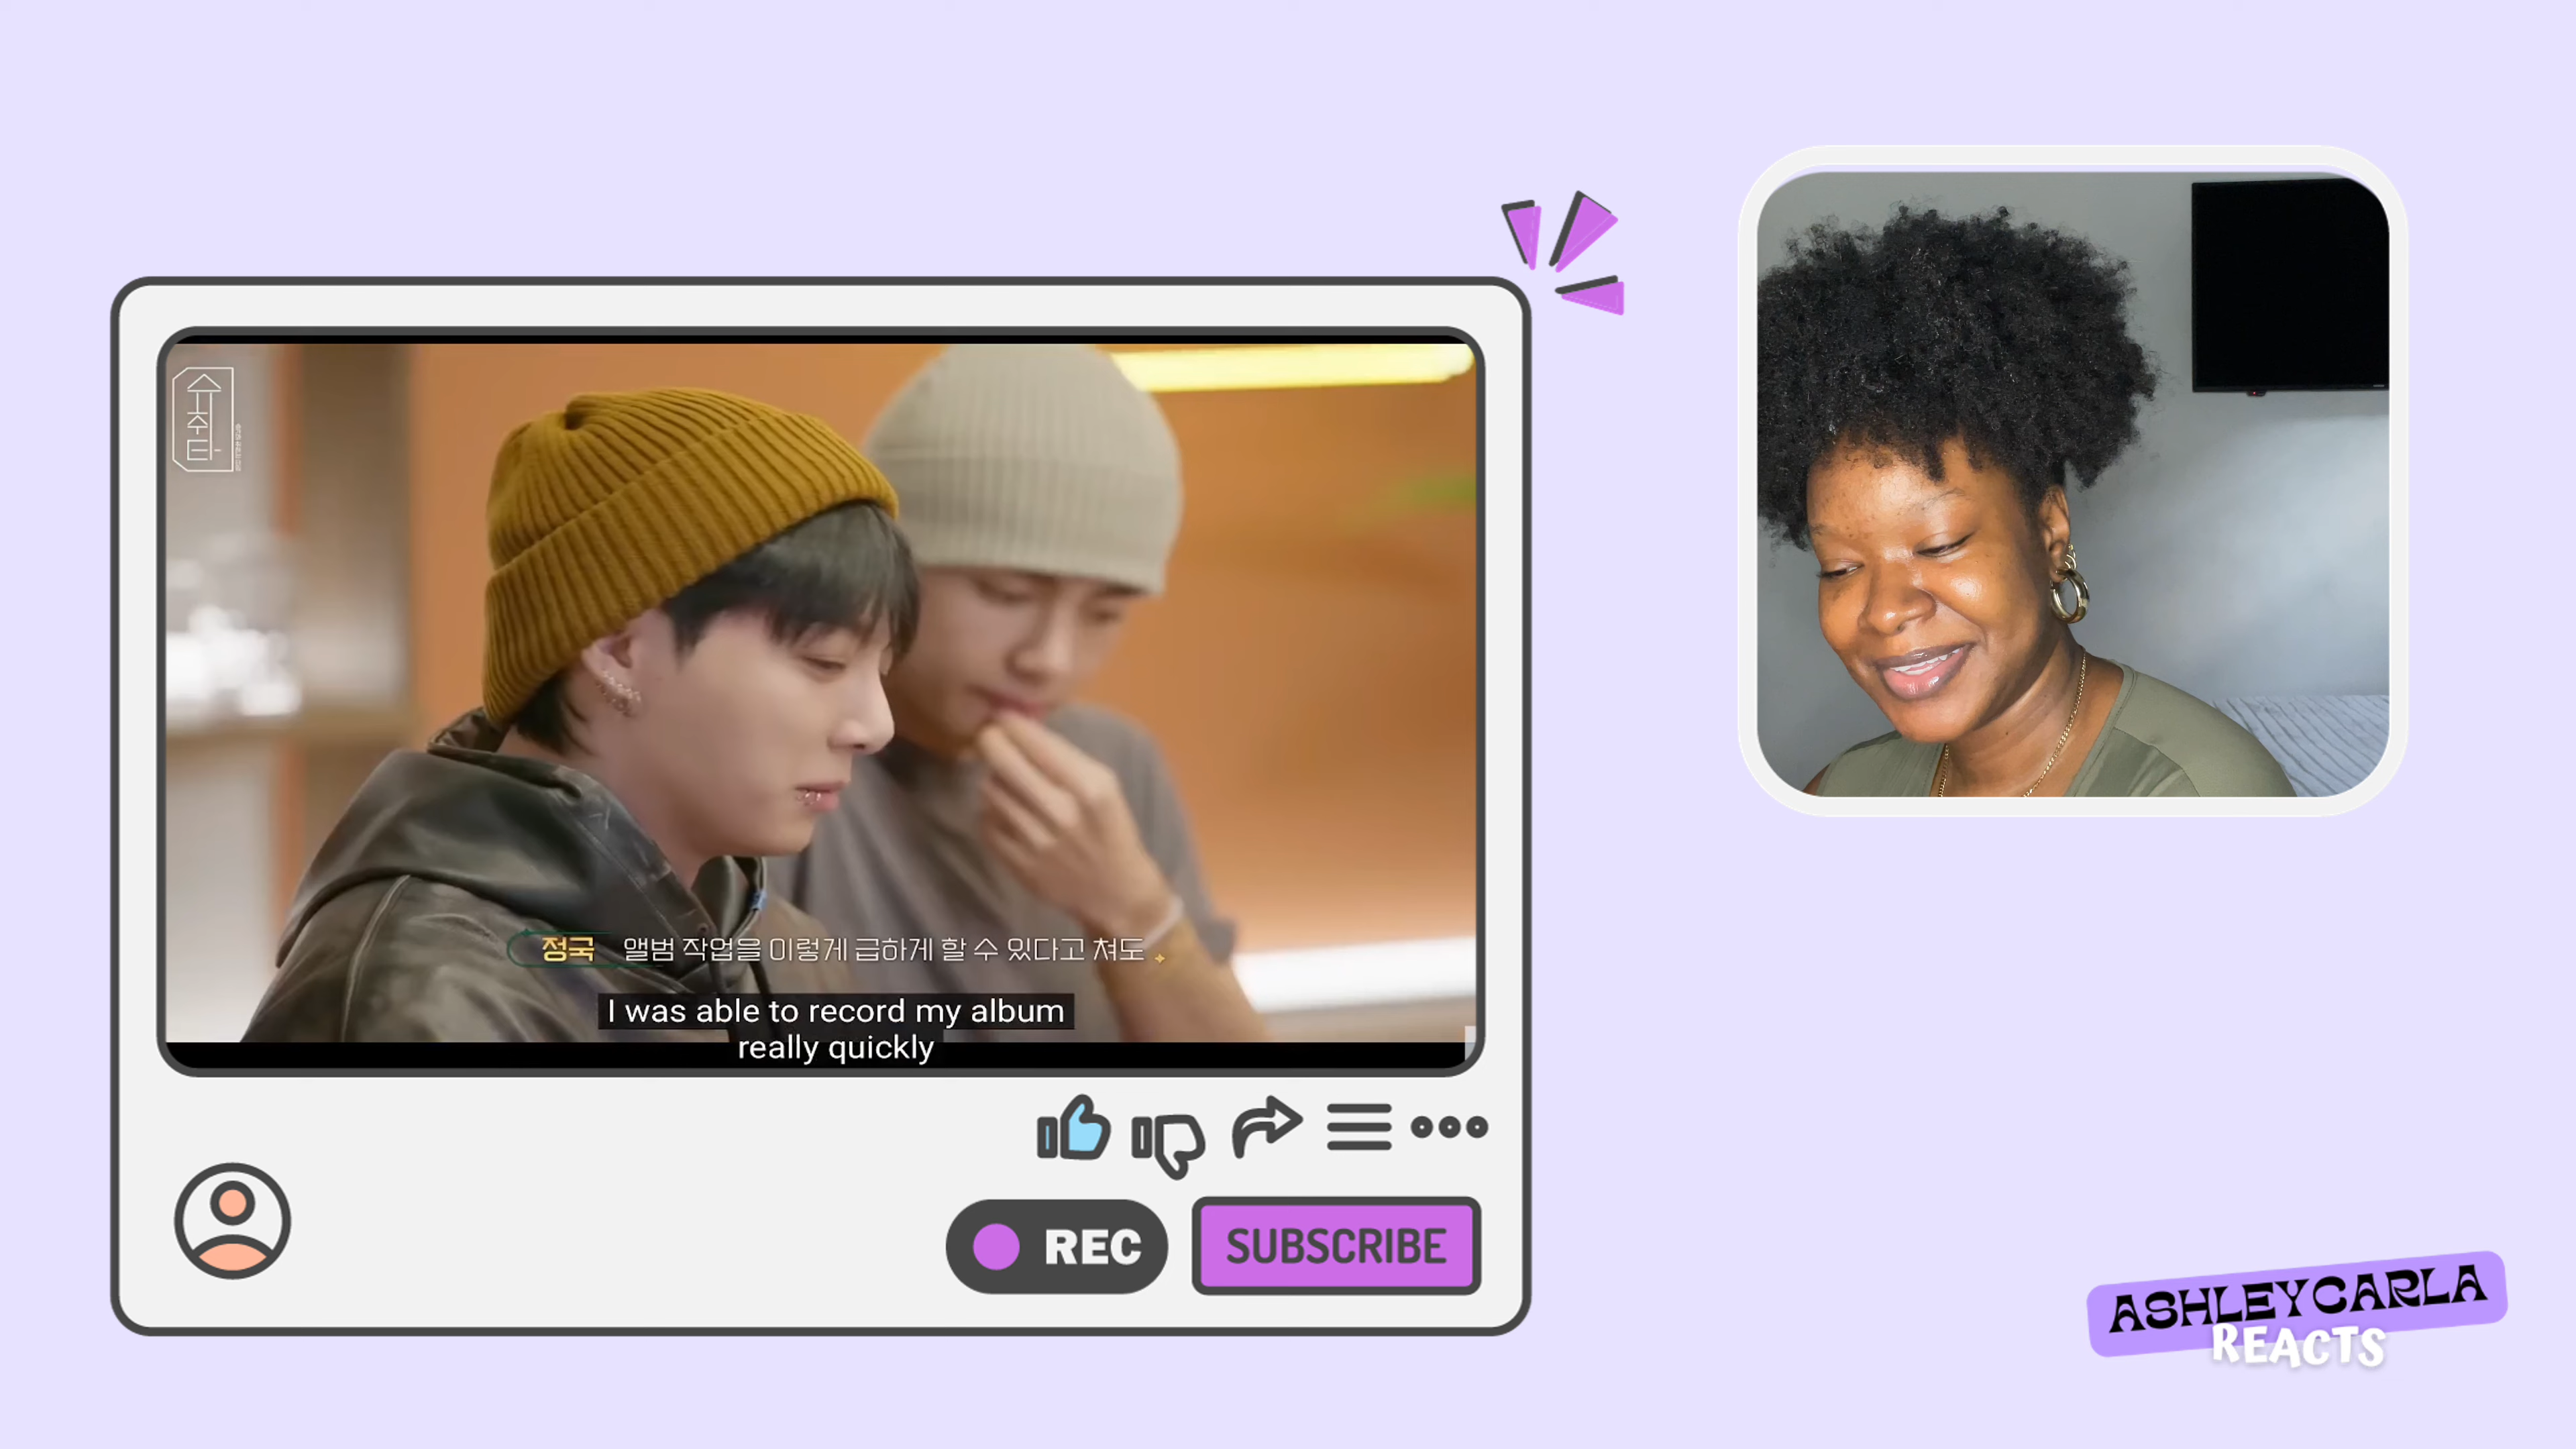 슈취타
정국 앨범 작업을 이렇게 급하게 할 수 있다고 쳐도
I was able to record my album
really quickly
REC
SUBSCRIBE
ASHLEYCARLA
REACTS